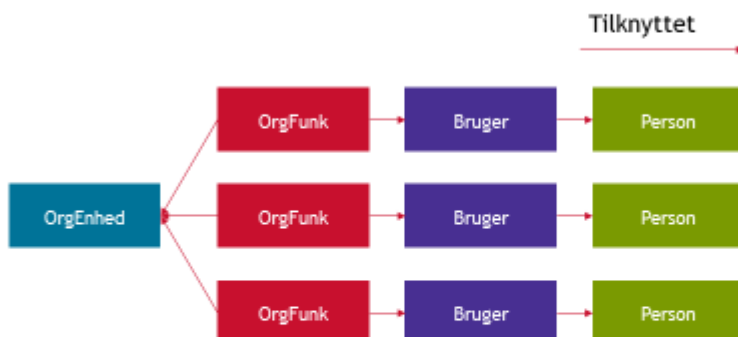 Tilknyttet
OrgFunk
Bruger
Person
OrgEnhed
OrgFunk
Bruger
Person
OrgFunk
Bruger
Person